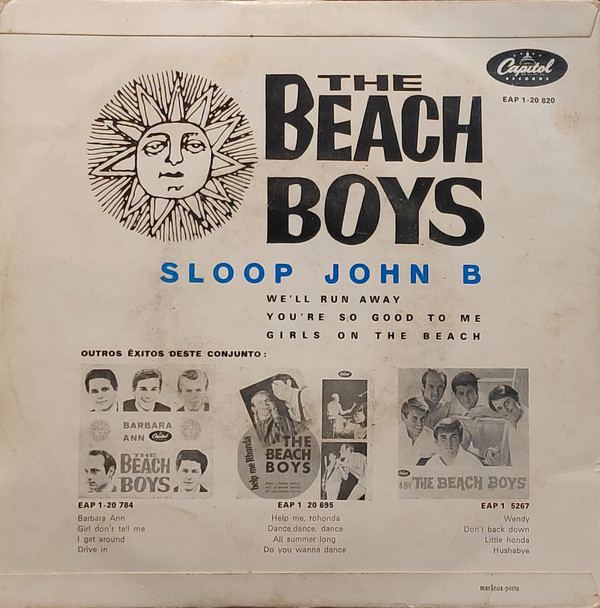 Capitol
RECORDS
EAP 1-20 820
THE
BEACH
BOYS
SLOOP JOHN B
WE'LL RUN AWAY
YOU'RE SO GOOD TO ME
GIRLS ON THE BEACH
OUTROS ÊXITOS DESTE CONJUNTO:
BARBARA
ANN Capitol
THE
BEACH
BOYS
help me Rhonda
THE
BEACH
BOYS
4 BY THE BEACH BOYS
EAP 1-20 784
Barbara Ann
Girl don't tell me
I get around
Drive in
EAP 1 20 695
Help me, rohonda
Dance,dance, dance
All summer long
Do you wanna dance
EAP 1 5267
Wendy
Don't back down
Little honda
Hushabye
marânus-porto